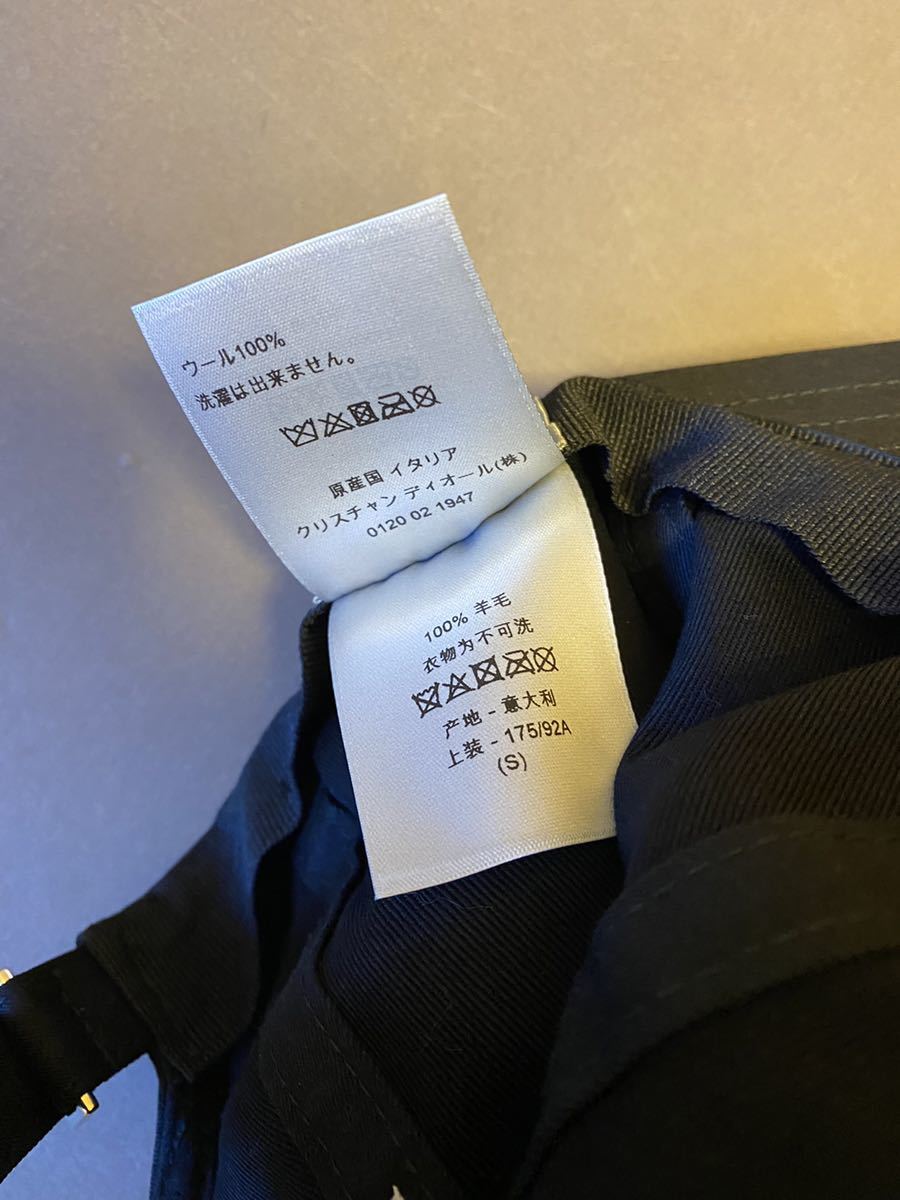 ウール100%
洗濯は出来ません。
原産国 イタリア
クリスチャン ディオール(株)
0120 02 1947
100% 羊毛
衣物为不可洗
产地 - 意大利
上装 - 175/92A
(S)